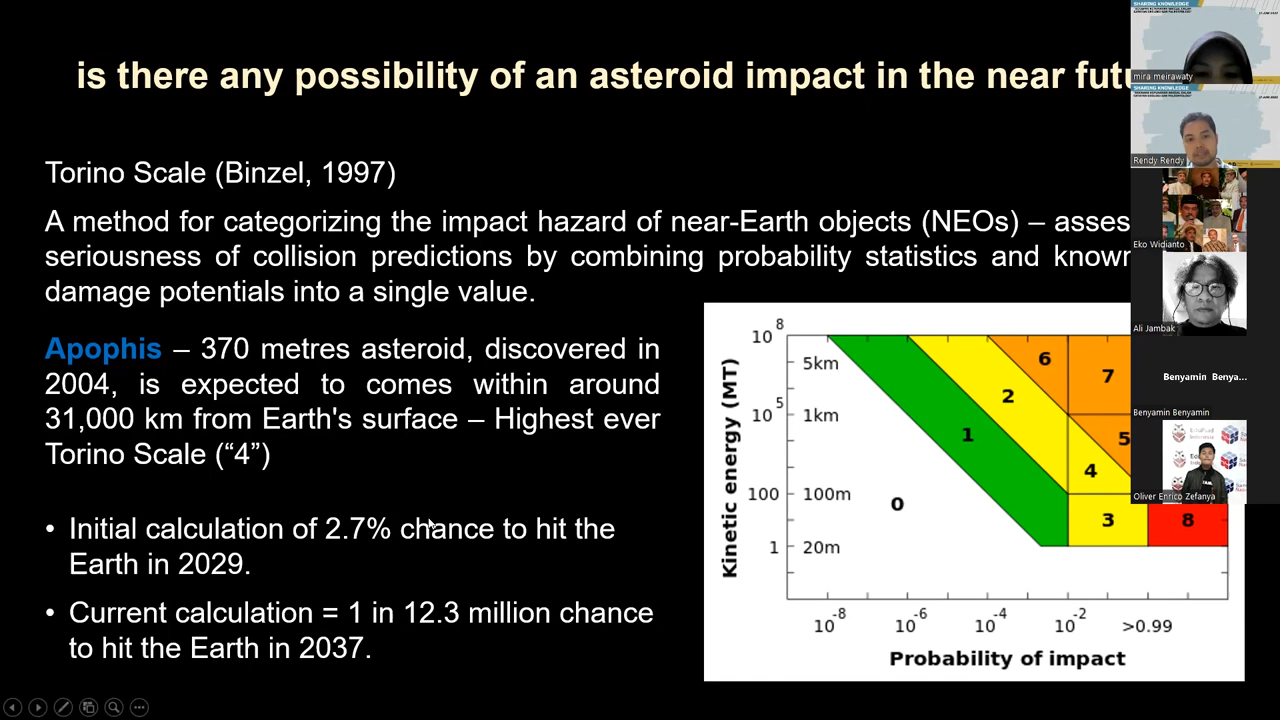 is there any possibility of an asteroid impact in the near futu
Torino Scale (Binzel, 1997)
A method for categorizing the impact hazard of near-Earth objects (NEOs) – asses
seriousness of collision predictions by combining probability statistics and known
damage potentials into a single value.
Apophis – 370 metres asteroid, discovered in
2004, is expected to comes within around
31,000 km from Earth's surface – Highest ever
Torino Scale (“4”)
• Initial calculation of 2.7% chance to hit the
Earth in 2029.
• Current calculation = 1 in 12.3 million chance
to hit the Earth in 2037.
Kinetic energy (MT)
10^8
5km
10^5
1km
100
100m
1
20m
0
1
2
3
4
5
6
7
8
10^-8
10^-6
10^-4
10^-2
>0.99
Probability of impact
SHARING KNOWLEDGE
mira meirawaty
SHARING KNOWLEDGE
Rendy Rendy
Eko Widianto
Ali Jambak
Benyamin Benya...
Benyamin Benyamin
Oliver Enrico Zefanya